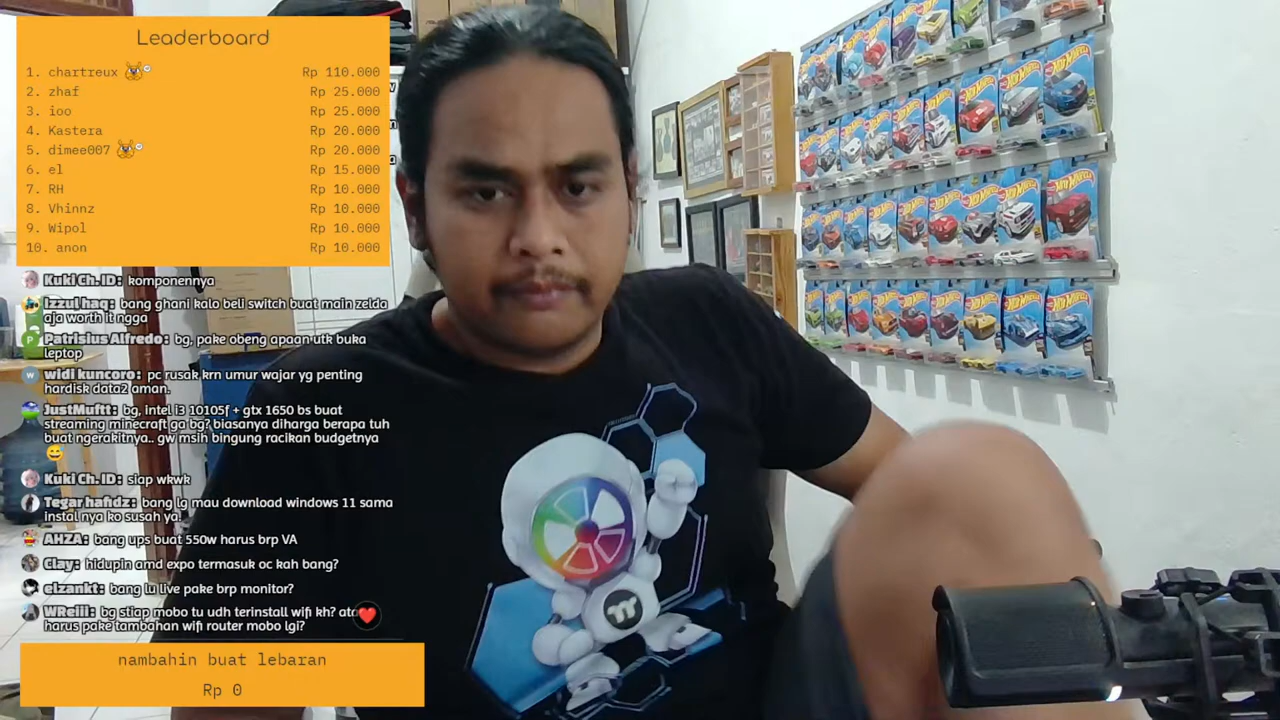 Leaderboard
1. chartreux Rp 110.000
2. zhaf Rp 25.000
3. ioo Rp 25.000
4. Kastera Rp 20.000
5. dimee007 Rp 20.000
6. el Rp 15.000
7. RH Rp 10.000
8. Vhinnz Rp 10.000
9. Wipol Rp 10.000
10. anon Rp 10.000
Kuki Ch. ID: komponennya
Izzul haq: bang ghani kalo beli switch buat main zelda
aja worth it ngga
P Patrisius Alfredo: bg, pake obeng apaan utk buka
leptop
W widi kuncoro: pc rusak krn umur wajar yg penting
hardisk data2 aman.
JustMuftt: bg, intel i3 10105f + gtx 1650 bs buat
streaming minecraft ga bg? biasanya diharga berapa tuh
buat ngerakitnya.. gw msih bingung racikan budgetnya
😅
Kuki Ch. ID: siap wkwk
Tegar hafidz: bang lg mau download windows 11 sama
instal nya ko susah ya.
AHZA: bang ups buat 550w harus brp VA
Clay: hidupin amd expo termasuk oc kah bang?
elzankt: bang lu live pake brp monitor?
WReiii: bg stiap mobo tu udh terinstall wifi kh?
harus pake tambahan wifi router mobo lgi?
nambahin buat lebaran
Rp 0
Hot Wheels